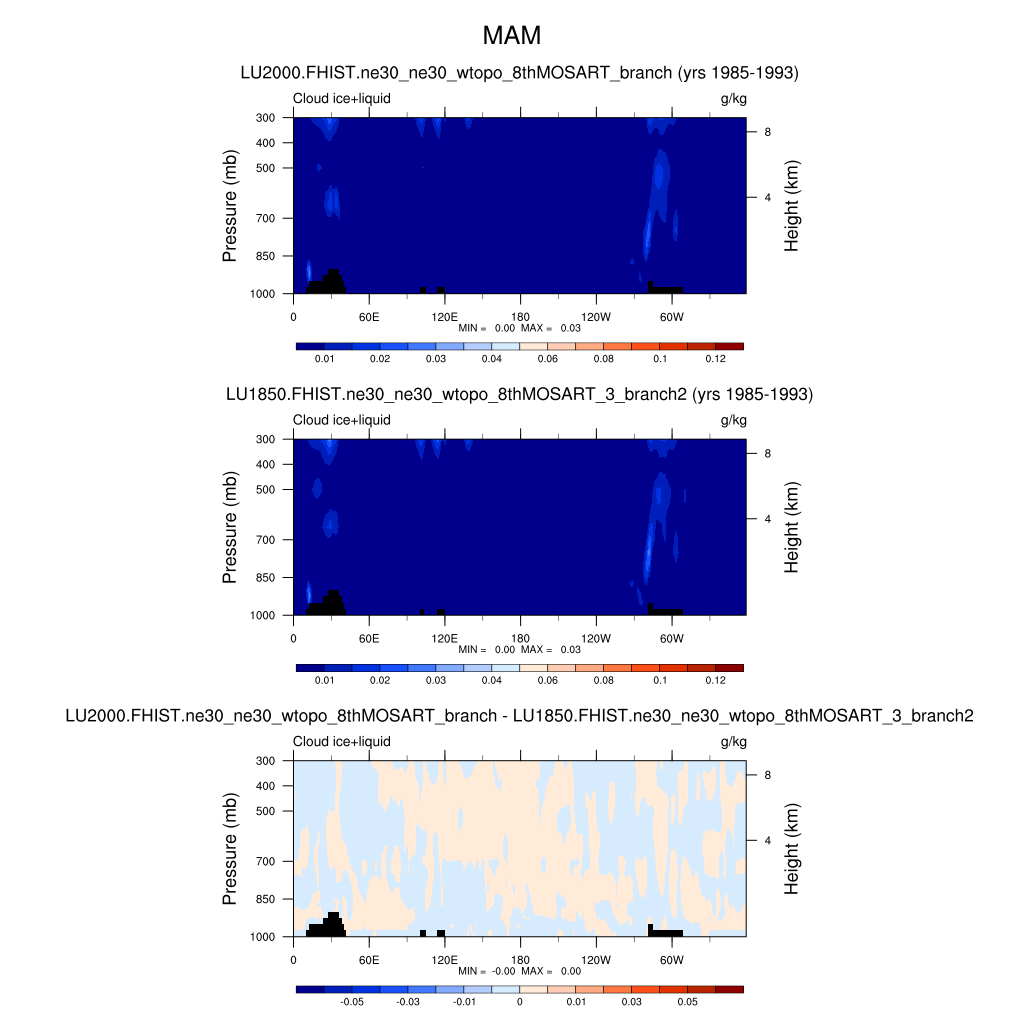 MAM
LU2000.FHIST.ne30_ne30_wtopo_8thMOSART_branch (yrs 1985-1993)
Cloud ice+liquid g/kg
300
400
500
700
850
1000
Pressure (mb)
8
4
Height (km)
0 60E 120E 180 120W 60W
MIN = 0.00 MAX = 0.03
0.01 0.02 0.03 0.04 0.06 0.08 0.1 0.12
LU1850.FHIST.ne30_ne30_wtopo_8thMOSART_3_branch2 (yrs 1985-1993)
Cloud ice+liquid g/kg
300
400
500
700
850
1000
Pressure (mb)
8
4
Height (km)
0 60E 120E 180 120W 60W
MIN = 0.00 MAX = 0.03
0.01 0.02 0.03 0.04 0.06 0.08 0.1 0.12
LU2000.FHIST.ne30_ne30_wtopo_8thMOSART_branch - LU1850.FHIST.ne30_ne30_wtopo_8thMOSART_3_branch2
Cloud ice+liquid g/kg
300
400
500
700
850
1000
Pressure (mb)
8
4
Height (km)
0 60E 120E 180 120W 60W
MIN = -0.00 MAX = 0.00
-0.05 -0.03 -0.01 0 0.01 0.03 0.05